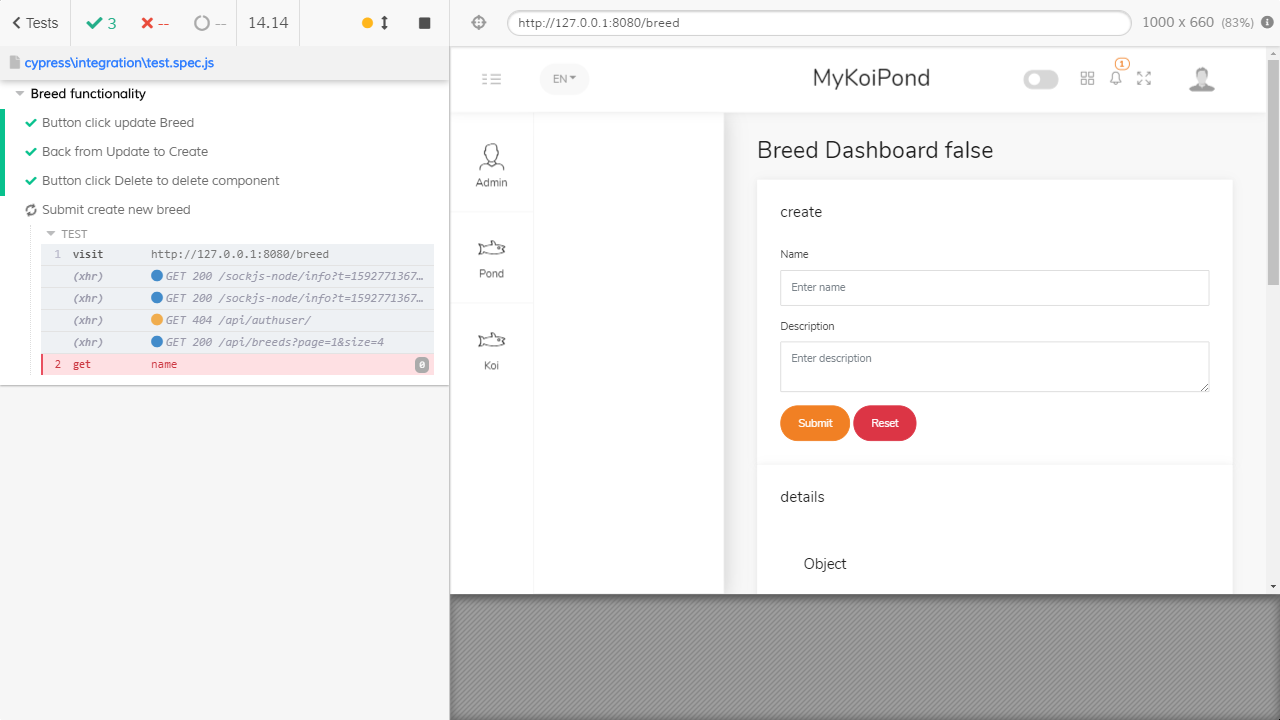 Tests 3 -- -- 14.14
cypress\integration\test.spec.js
Breed functionality
Button click update Breed
Back from Update to Create
Button click Delete to delete component
Submit create new breed
TEST
1 visit http://127.0.0.1:8080/breed
(xhr) GET 200 /sockjs-node/info?t=1592771367…
(xhr) GET 200 /sockjs-node/info?t=1592771367…
(xhr) GET 404 /api/authuser/
(xhr) GET 200 /api/breeds?page=1&size=4
2 get name 0
http://127.0.0.1:8080/breed 1000 x 660 (83%)
EN MyKoiPond 1
Admin
Pond
Koi
Breed Dashboard false
create
Name
Enter name
Description
Enter description
Submit Reset
details
Object